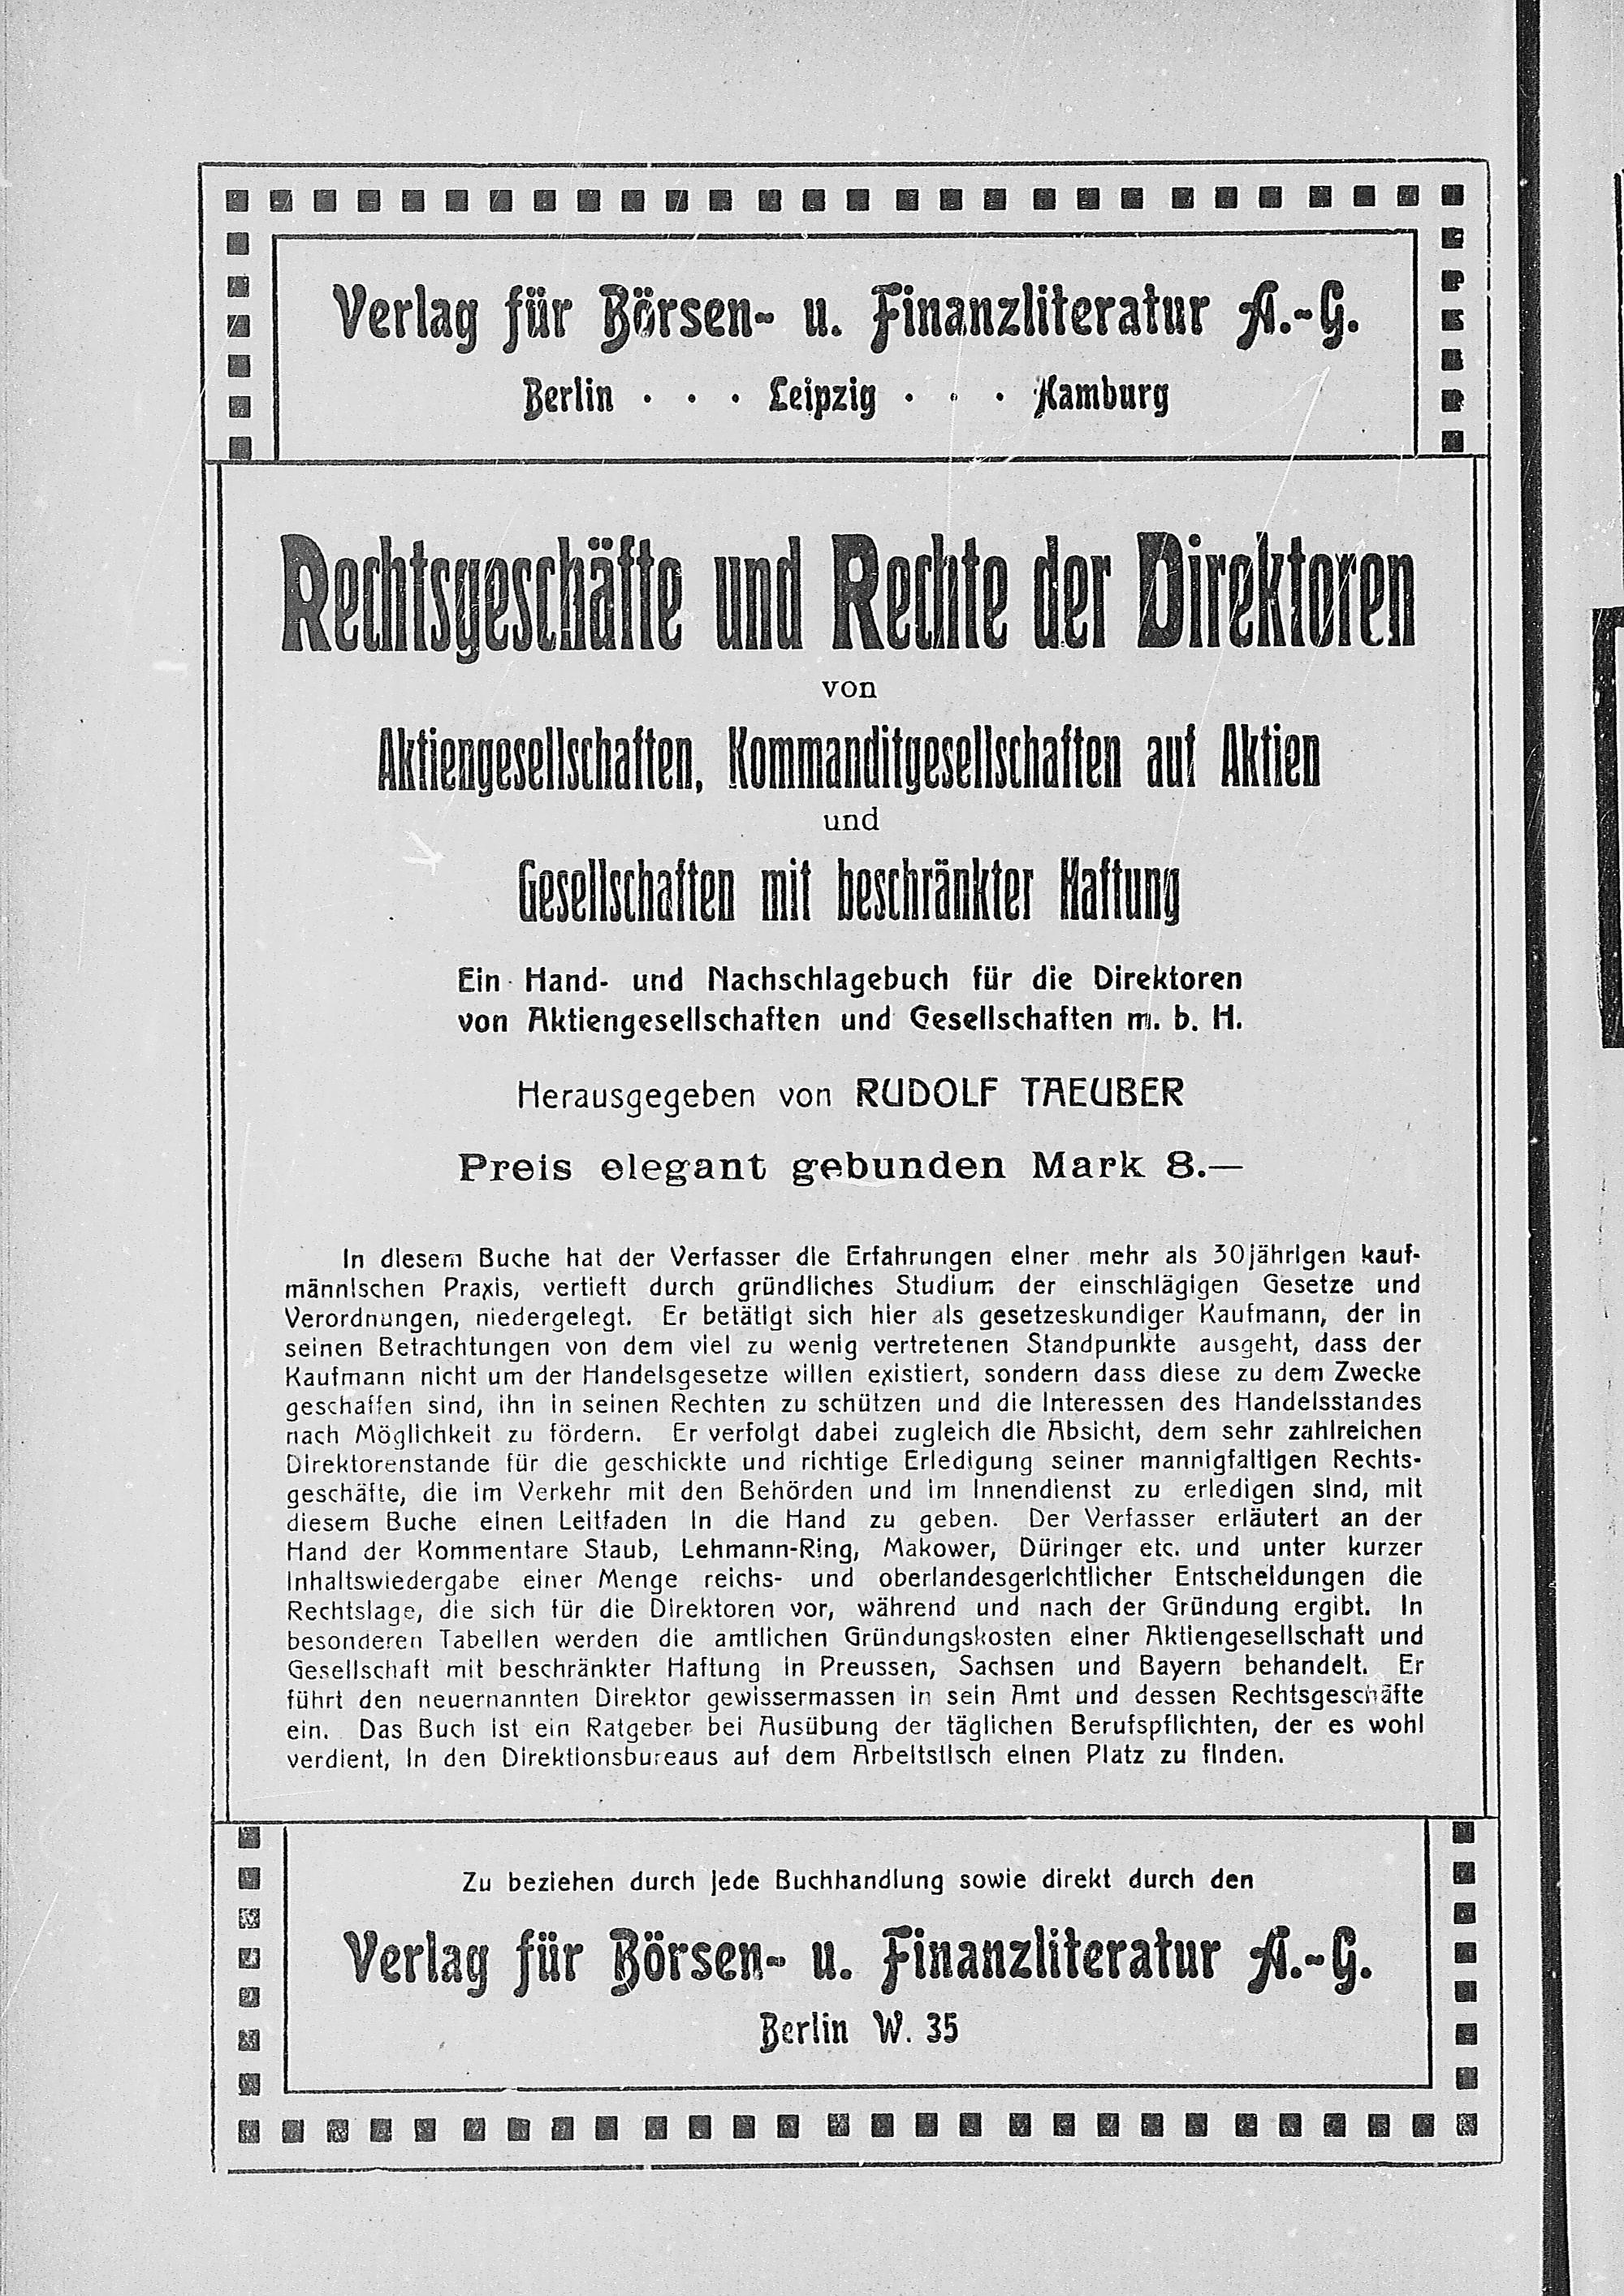 Verlag für Börsen- u. Finanzliteratur A.-G.
Berlin . . . Leipzig . . . Hamburg
Rechtsgeschäfte und Rechte der Direktoren
von
Aktiengesellschaften, Kommanditgesellschaften auf Aktien
und
Gesellschaften mit beschränkter Haftung
Ein Hand- und Nachschlagebuch für die Direktoren
von Aktiengesellschaften und Gesellschaften m. b. H.
Herausgegeben von RUDOLF TAEUBER
Preis elegant gebunden Mark 8.—
In diesem Buche hat der Verfasser die Erfahrungen einer mehr als 30jährigen kauf-
männischen Praxis, vertieft durch gründliches Studium der einschlägigen Gesetze und
Verordnungen, niedergelegt. Er betätigt sich hier als gesetzeskundiger Kaufmann, der in
seinen Betrachtungen von dem viel zu wenig vertretenen Standpunkte ausgeht, dass der
Kaufmann nicht um der Handelsgesetze willen existiert, sondern dass diese zu dem Zwecke
geschaffen sind, ihn in seinen Rechten zu schützen und die Interessen des Handelsstandes
nach Möglichkeit zu fördern. Er verfolgt dabei zugleich die Absicht, dem sehr zahlreichen
Direktorenstande für die geschickte und richtige Erledigung seiner mannigfaltigen Rechts-
geschäfte, die im Verkehr mit den Behörden und im Innendienst zu erledigen sind, mit
diesem Buche einen Leitfaden in die Hand zu geben. Der Verfasser erläutert an der
Hand der Kommentare Staub, Lehmann-Ring, Makower, Düringer etc. und unter kurzer
Inhaltswiedergabe einer Menge reichs- und oberlandesgerichtlicher Entscheidungen die
Rechtslage, die sich für die Direktoren vor, während und nach der Gründung ergibt. In
besonderen Tabellen werden die amtlichen Gründungskosten einer Aktiengesellschaft und
Gesellschaft mit beschränkter Haftung in Preussen, Sachsen und Bayern behandelt. Er
führt den neuernannten Direktor gewissermassen in sein Amt und dessen Rechtsgeschäfte
ein. Das Buch ist ein Ratgeber bei Ausübung der täglichen Berufspflichten, der es wohl
verdient, in den Direktionsbureaus auf dem Arbeitstisch einen Platz zu finden.
Zu beziehen durch jede Buchhandlung sowie direkt durch den
Verlag für Börsen- u. Finanzliteratur A.-G.
Berlin W. 35